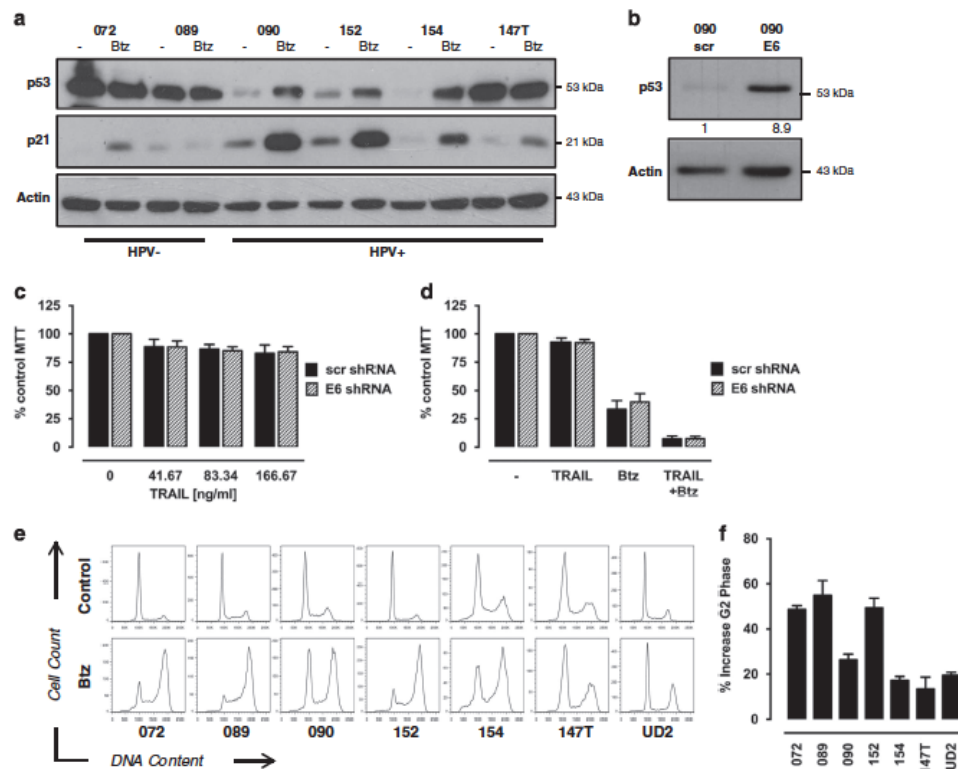 a
072 089 090 152 154 147T
- Btz - Btz - Btz - Btz - Btz - Btz
p53
53 kDa
p21
21 kDa
Actin
43 kDa
HPV-
HPV+
b
090 090
scr E6
p53
53 kDa
1 8.9
Actin
43 kDa
c
125
100
75
50
25
0
% control MTT
scr shRNA
E6 shRNA
0 41.67 83.34 166.67
TRAIL [ng/ml]
d
125
100
75
50
25
0
% control MTT
scr shRNA
E6 shRNA
- TRAIL Btz TRAIL
+Btz
e
Control
Btz
Cell Count
072 089 090 152 154 147T UD2
DNA Content
f
80
60
40
20
0
% Increase G2 Phase
072 089 090 152 154 147T UD2